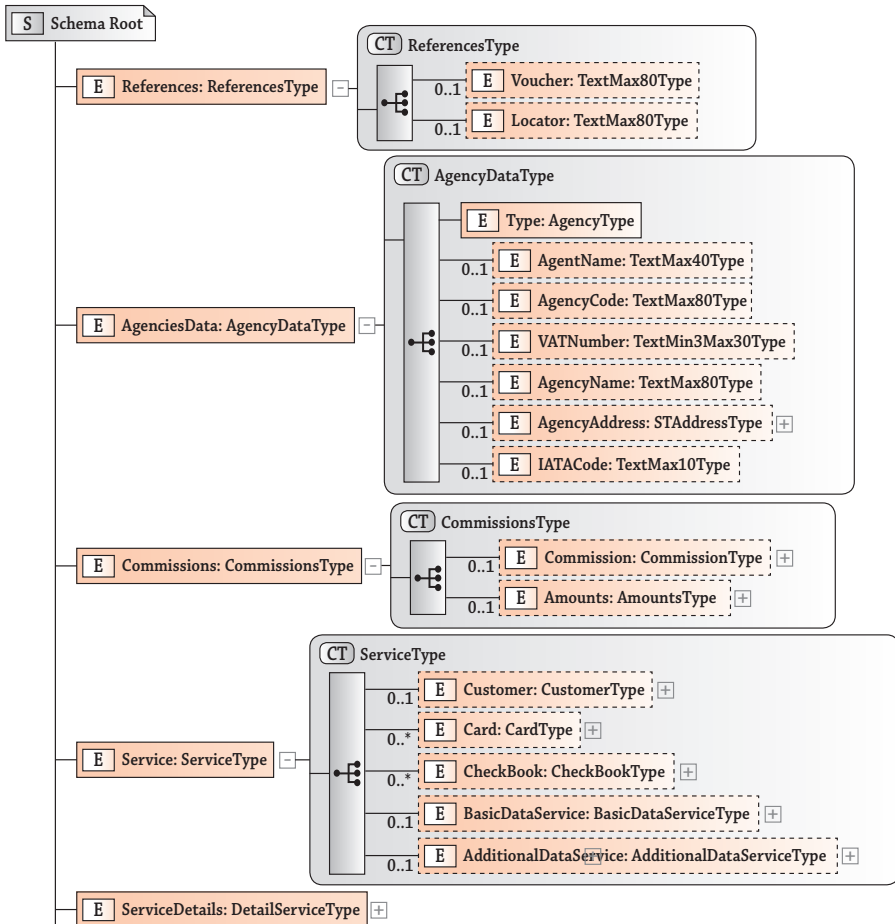 S Schema Root
CT ReferencesType
E References: ReferencesType
E Voucher: TextMax80Type
0..1
E Locator: TextMax80Type
0..1
CT AgencyDataType
E Type: AgencyType
E AgentName: TextMax40Type
0..1
E AgencyCode: TextMax80Type
0..1
E AgenciesData: AgencyDataType
E VATNumber: TextMin3Max30Type
0..1
E AgencyName: TextMax80Type
0..1
E AgencyAddress: STAddressType
0..1
E IATACode: TextMax10Type
0..1
CT CommissionsType
E Commissions: CommissionsType
E Commission: CommissionType
0..1
E Amounts: AmountsType
0..1
CT ServiceType
E Customer: CustomerType
0..1
E Card: CardType
0..*
E Service: ServiceType
E CheckBook: CheckBookType
0..*
E BasicDataService: BasicDataServiceType
0..1
E AdditionalDataService: AdditionalDataServiceType
0..1
E ServiceDetails: DetailServiceType